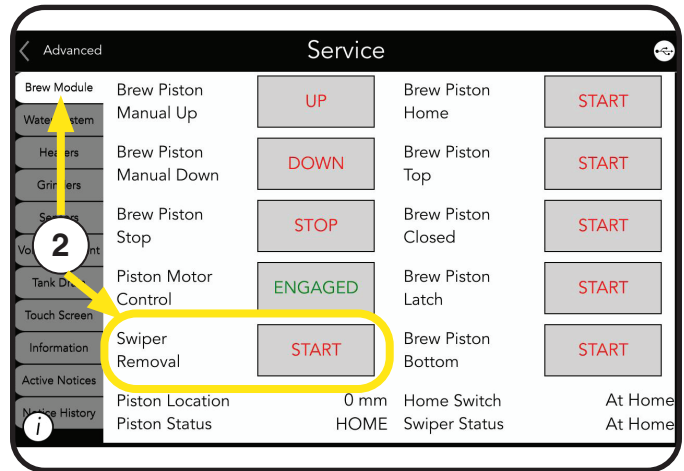 Advanced
Service
Brew Module
Heaters
Grinders
Tank Drain
Touch Screen
Information
Active Notices
Notice History
i
2
Brew Piston
Manual Up
UP
Brew Piston
Home
START
Brew Piston
Manual Down
DOWN
Brew Piston
Top
START
Brew Piston
Stop
STOP
Brew Piston
Closed
START
Piston Motor
Control
ENGAGED
Brew Piston
Latch
START
Swiper
Removal
START
Brew Piston
Bottom
START
Piston Location
0 mm
Home Switch
At Home
Piston Status
HOME
Swiper Status
At Home